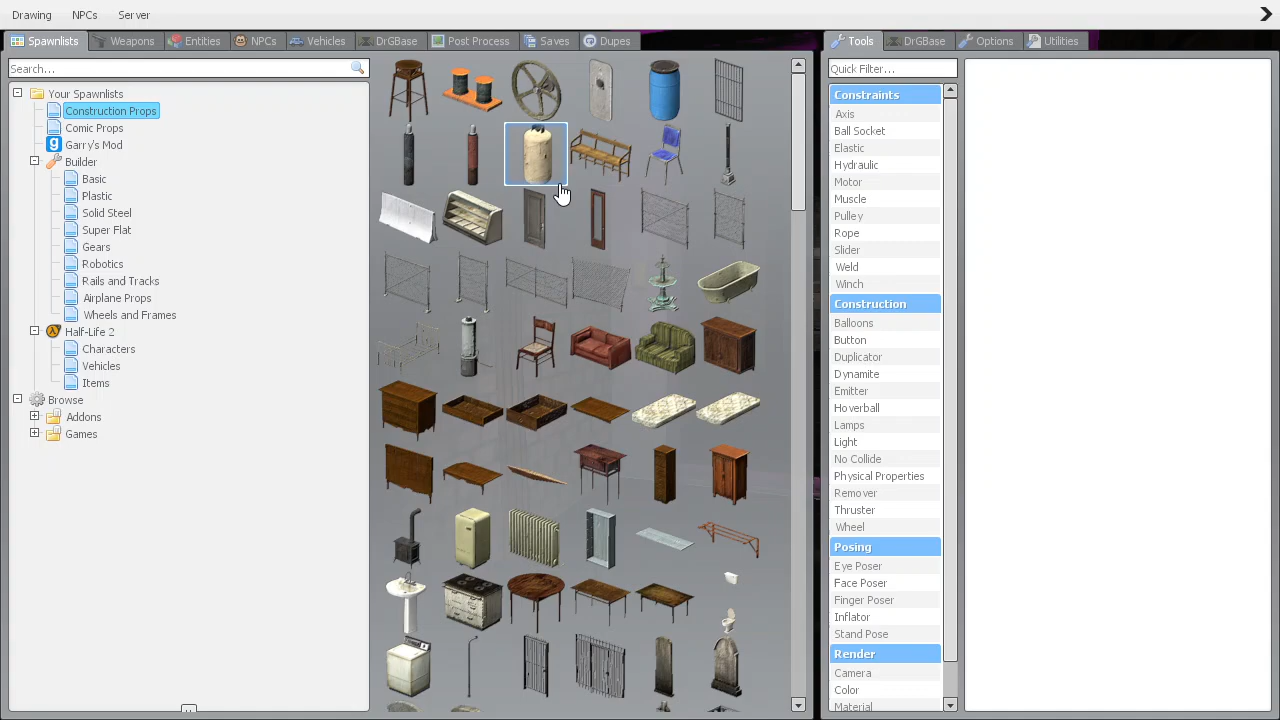 Drawing NPCs Server
Spawnlists Weapons Entities NPCs Vehicles DrGBase Post Process Saves Dupes
Tools DrGBase Options Utilities
Search...
Your Spawnlists
Construction Props
Comic Props
Garry's Mod
Builder
Basic
Plastic
Solid Steel
Super Flat
Gears
Robotics
Rails and Tracks
Airplane Props
Wheels and Frames
Half-Life 2
Characters
Vehicles
Items
Browse
Addons
Games
Quick Filter...
Constraints
Axis
Ball Socket
Elastic
Hydraulic
Motor
Muscle
Pulley
Rope
Slider
Weld
Winch
Construction
Balloons
Button
Duplicator
Dynamite
Emitter
Hoverball
Lamps
Light
No Collide
Physical Properties
Remover
Thruster
Wheel
Posing
Eye Poser
Face Poser
Finger Poser
Inflator
Stand Pose
Render
Camera
Color
Material